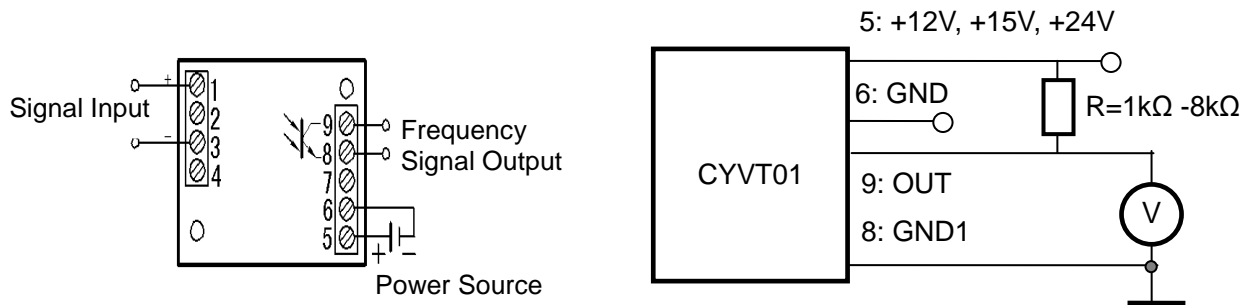 Signal Input
+
−
1
2
3
4
9
8
7
6
5
Frequency
Signal Output
+ −
Power Source
5: +12V, +15V, +24V
6: GND
R=1kΩ -8kΩ
CYVT01
9: OUT
8: GND1
V